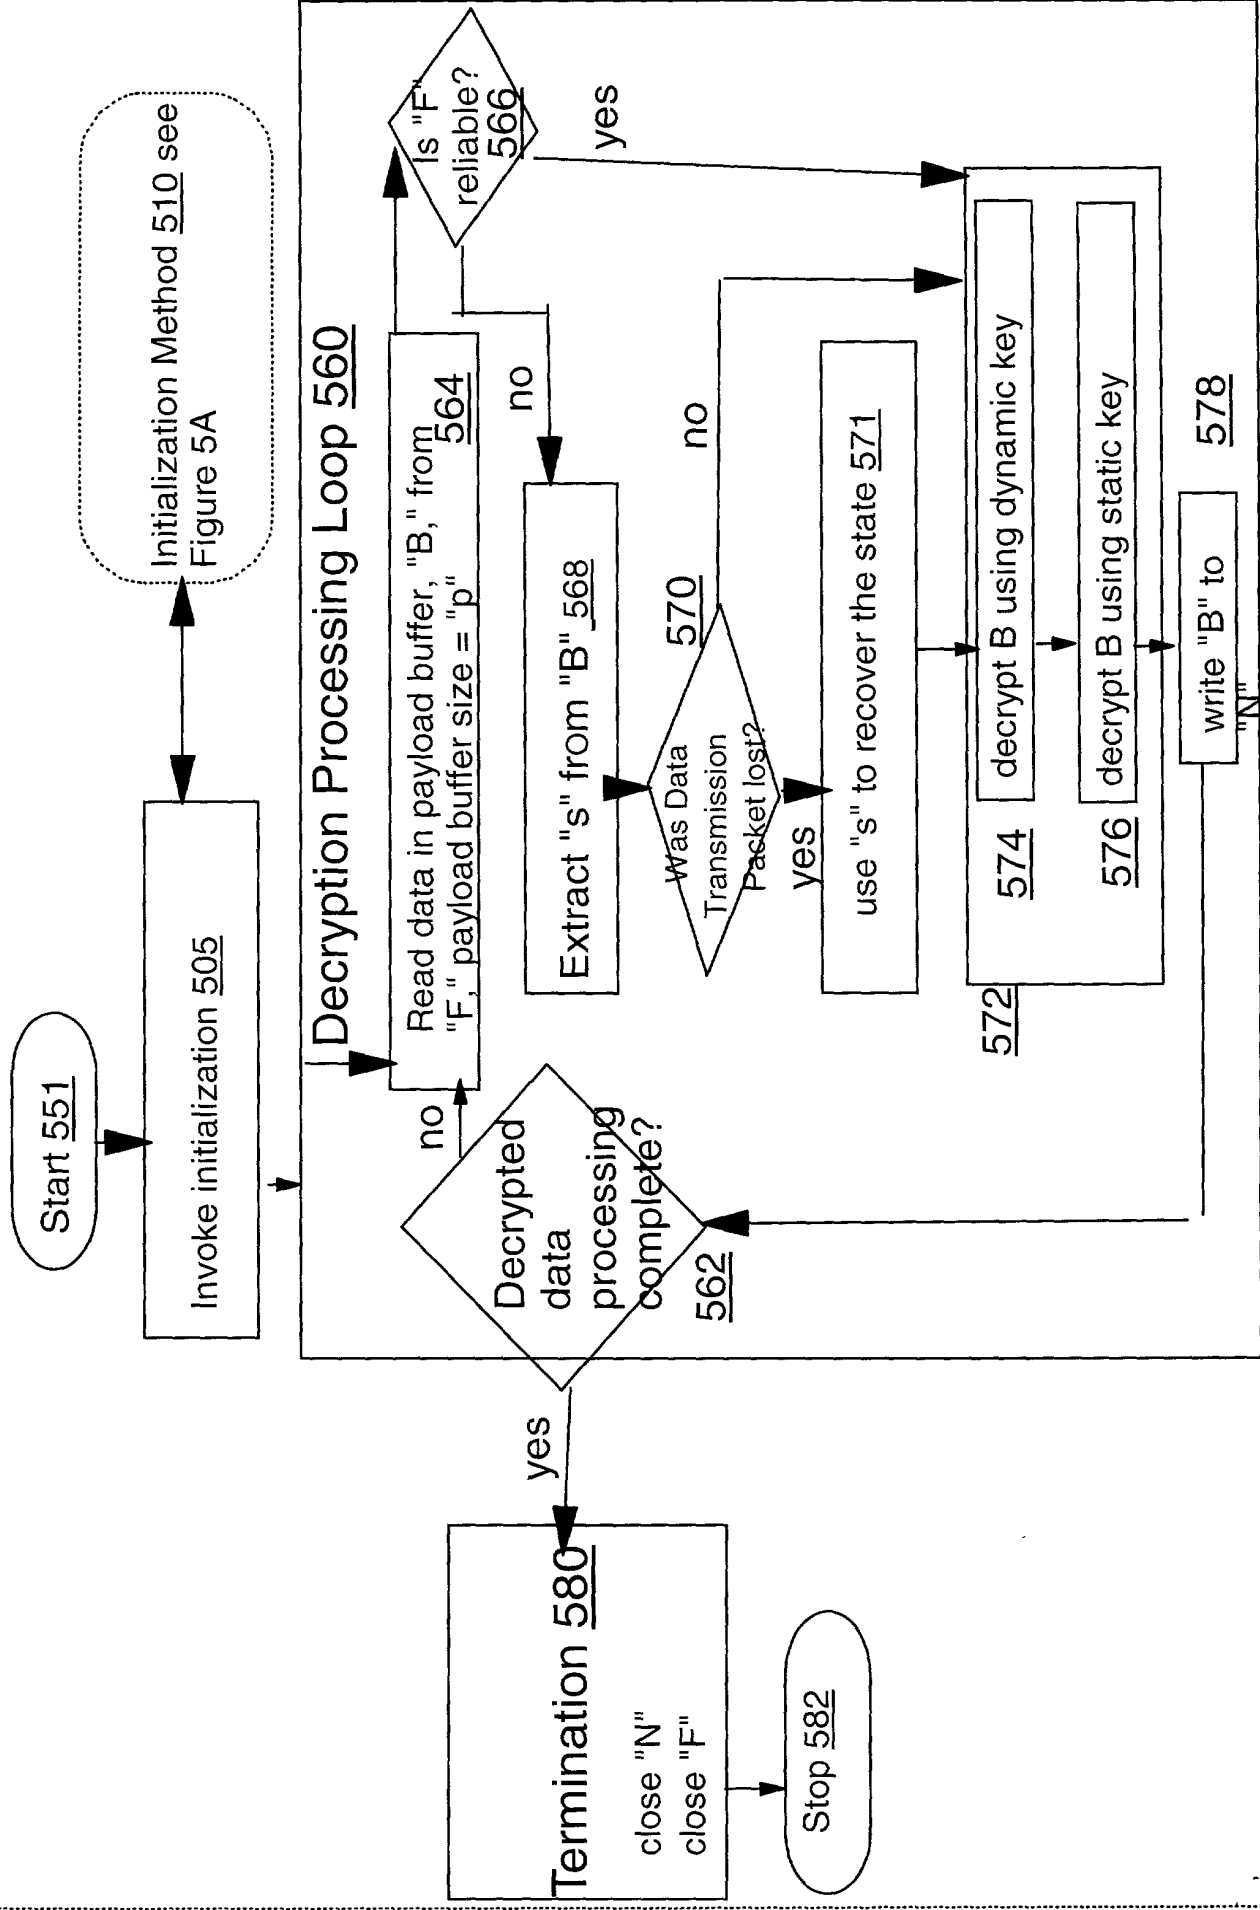 Start 551
Invoke initialization 505
Initialization Method 510 see
Figure 5A
Decryption Processing Loop 560
Read data in payload buffer, "B," from
"F," payload buffer size = "p"
564
Is "F"
reliable?
566
yes
no
Extract "s" from "B" 568
Was Data
Transmission
Packet lost?
570
no
yes
use "s" to recover the state 571
572
574
decrypt B using dynamic key
576
decrypt B using static key
578
write "B" to
"N"
Decrypted
data
processing
complete?
562
no
yes
Termination 580
close "N"
close "F"
Stop 582